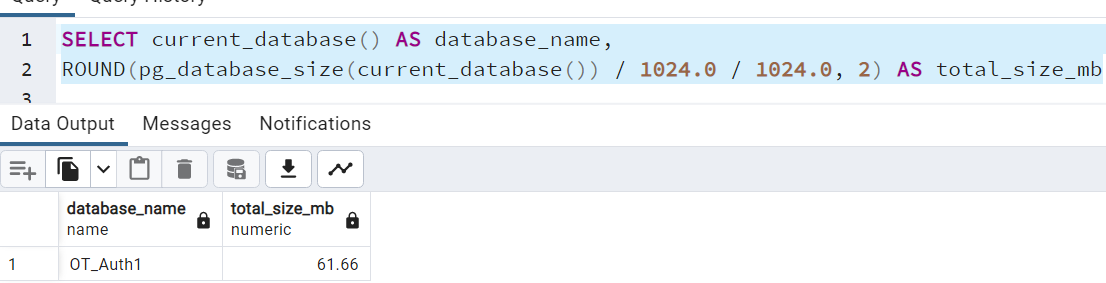 Query Query History
1 SELECT current_database() AS database_name,
2 ROUND(pg_database_size(current_database()) / 1024.0 / 1024.0, 2) AS total_size_mb
3
Data Output Messages Notifications
database_name total_size_mb
name numeric
1 OT_Auth1 61.66